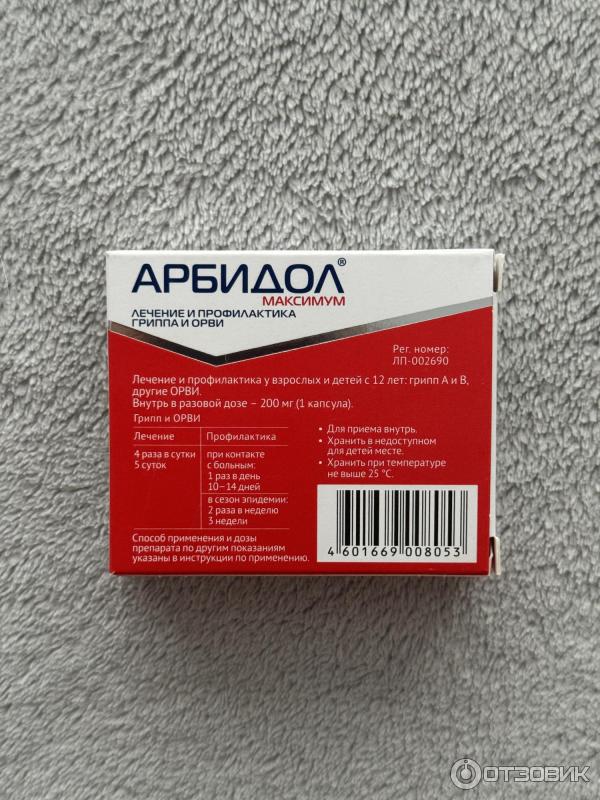 АРБИДОЛ®
МАКСИМУМ
ЛЕЧЕНИЕ И ПРОФИЛАКТИКА
ГРИППА И ОРВИ
Рег. номер:
ЛП-002690
Лечение и профилактика у взрослых и детей с 12 лет: грипп А и В,
другие ОРВИ.
Внутрь в разовой дозе – 200 мг (1 капсула).
Грипп и ОРВИ
Лечение
Профилактика
4 раза в сутки
5 суток
при контакте
с больным:
1 раз в день
10–14 дней
в сезон эпидемии:
2 раза в неделю
3 недели
Способ применения и дозы
препарата по другим показаниям
указаны в инструкции по применению.
• Для приема внутрь.
• Хранить в недоступном
для детей месте.
• Хранить при температуре
не выше 25 °С.
4 601669 008053
ОТЗОВИК